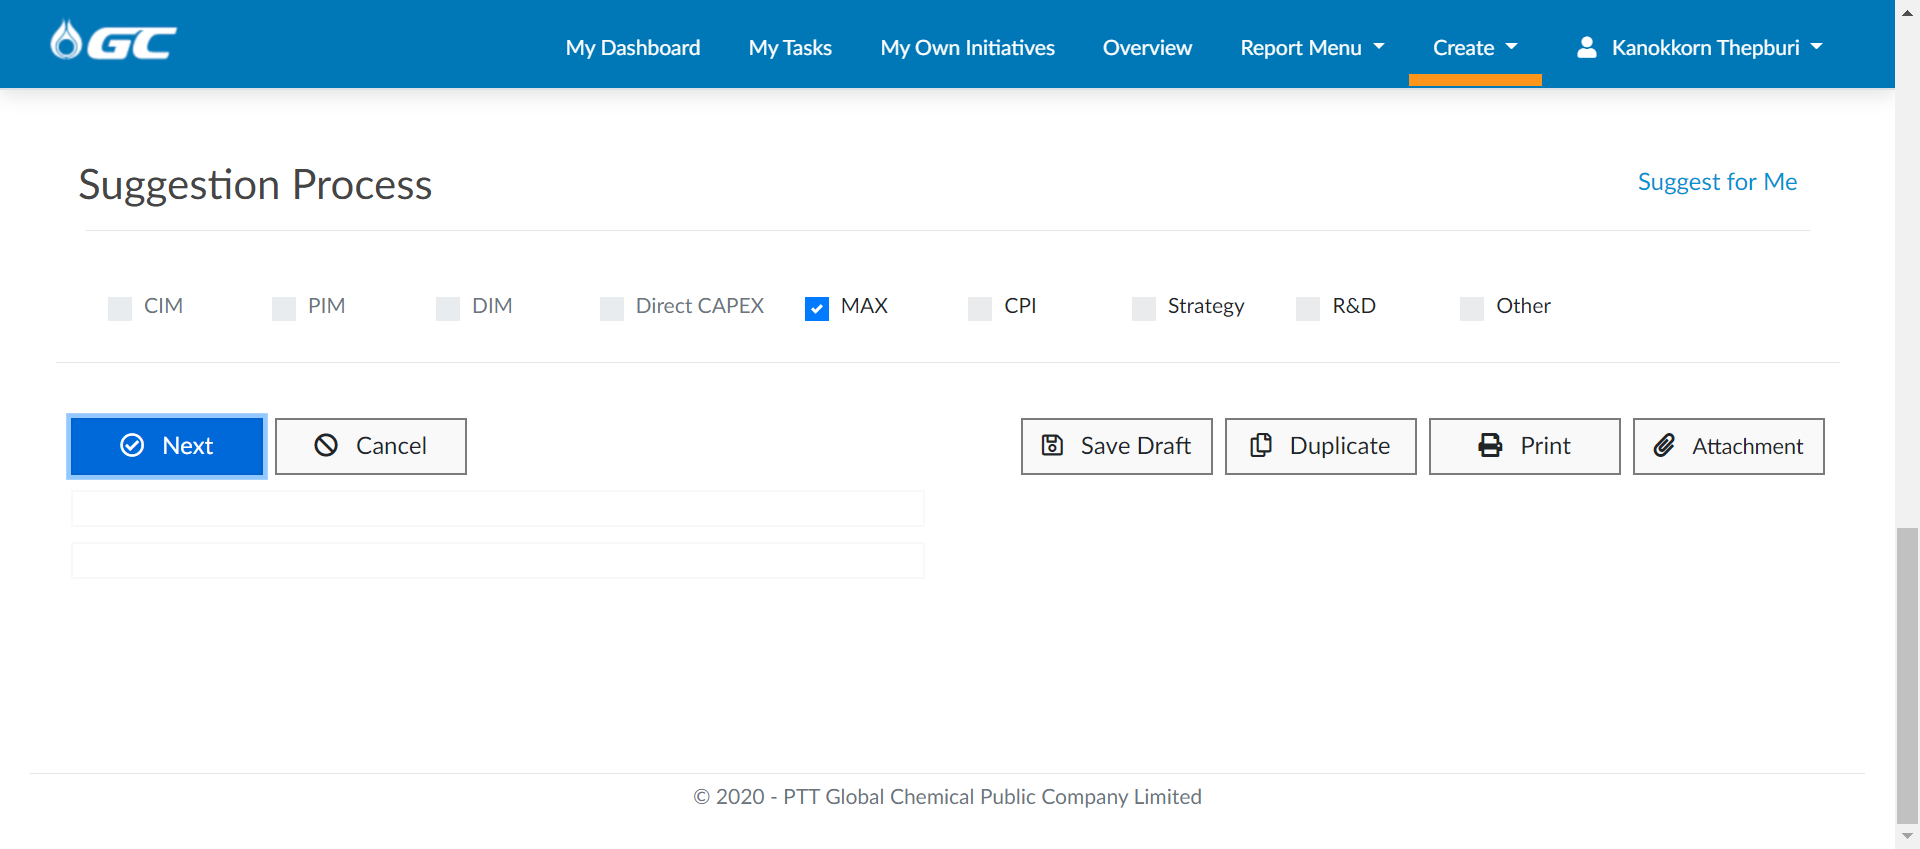 GC
My Dashboard My Tasks My Own Initiatives Overview Report Menu Create Kanokkorn Thepburi
Suggestion Process Suggest for Me
CIM PIM DIM Direct CAPEX MAX CPI Strategy R&D Other
Next Cancel Save Draft Duplicate Print Attachment
© 2020 - PTT Global Chemical Public Company Limited